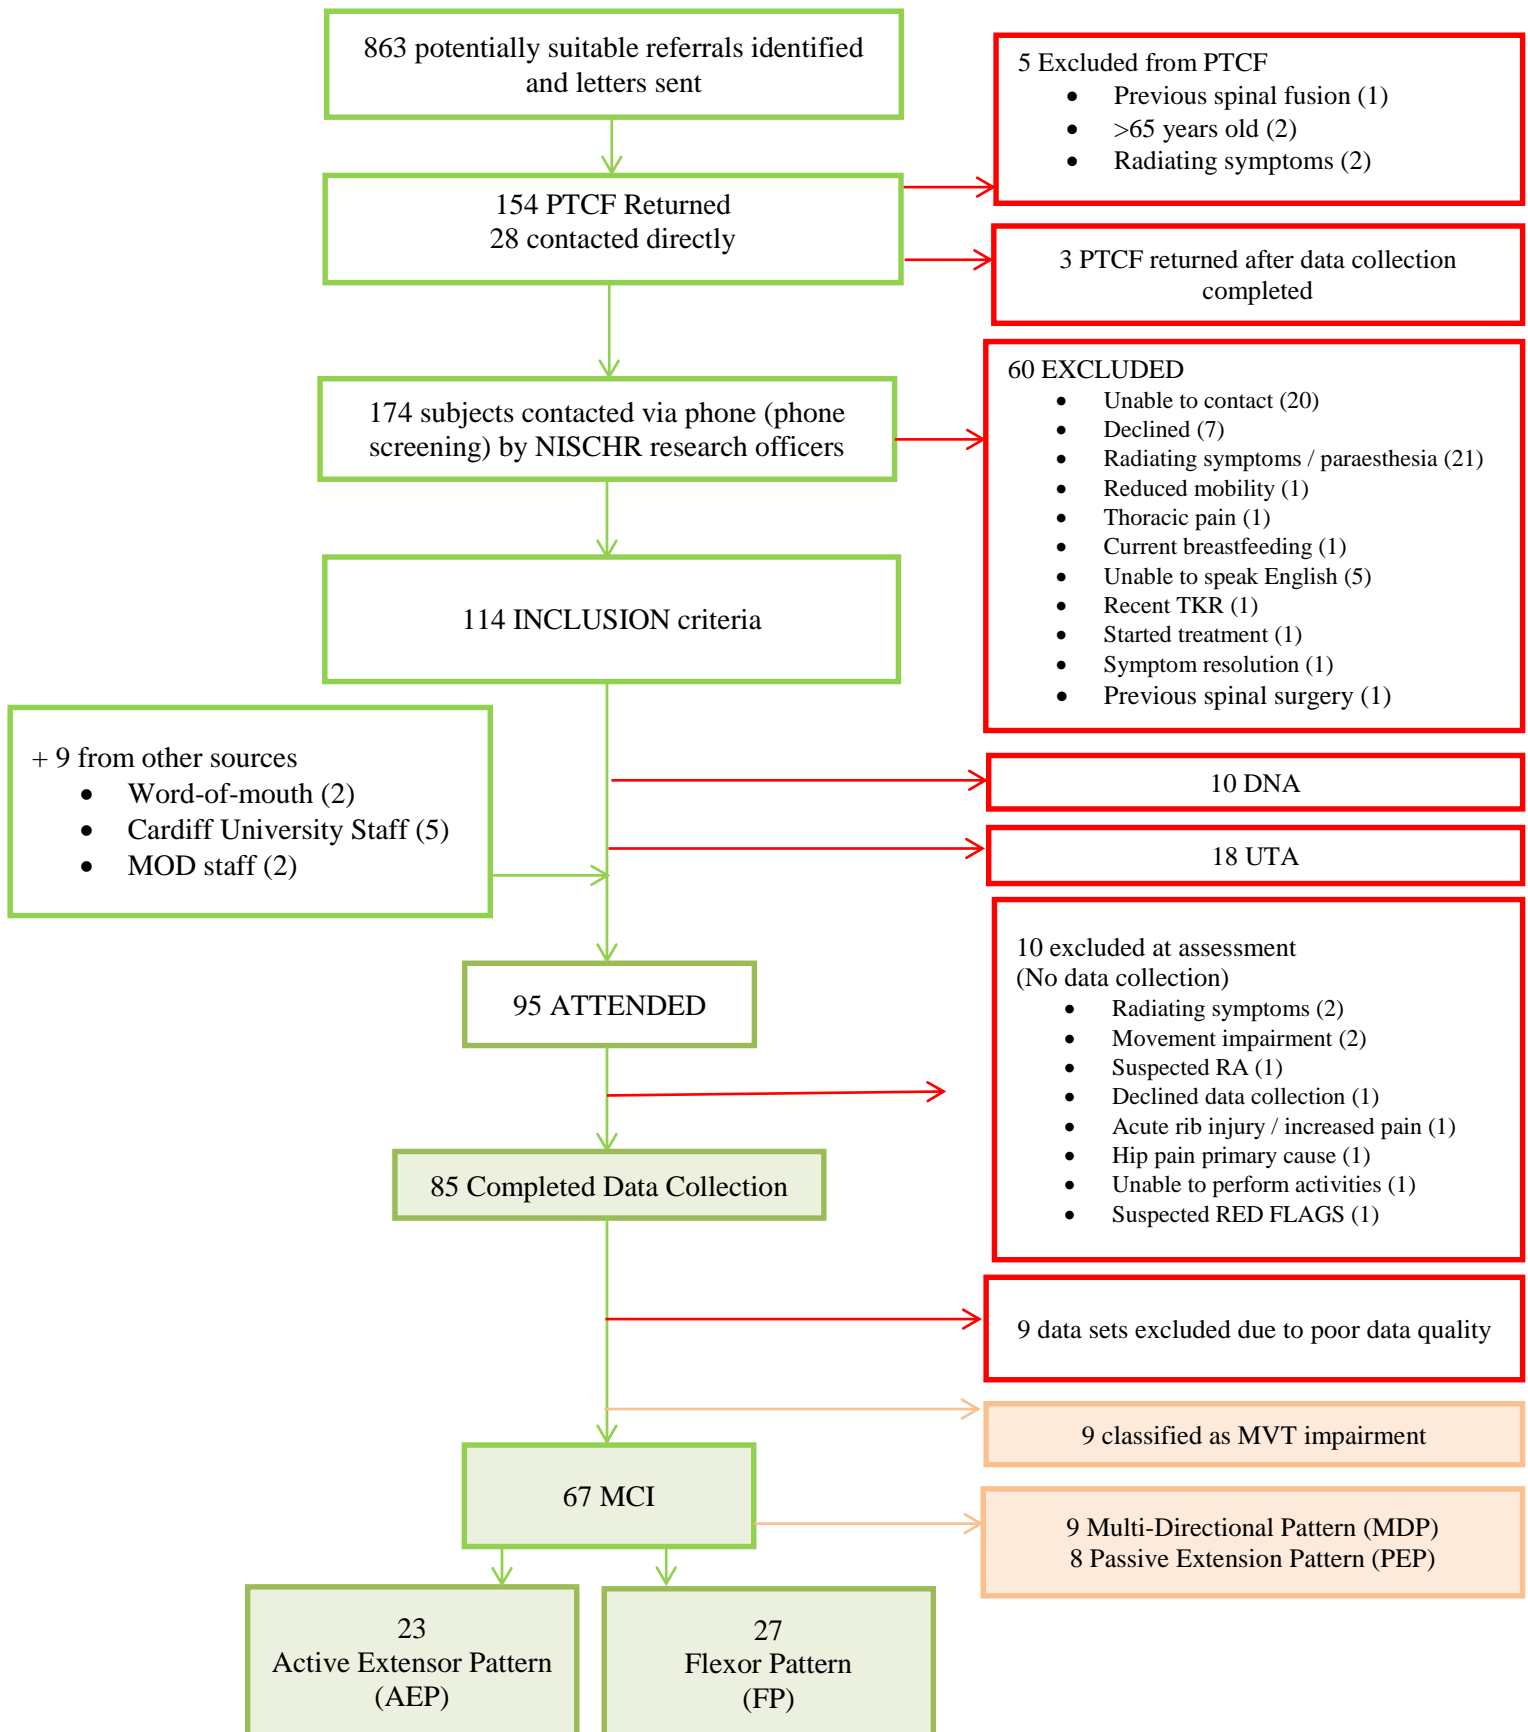 863 potentially suitable referrals identified
and letters sent
5 Excluded from PTCF
• Previous spinal fusion (1)
• >65 years old (2)
• Radiating symptoms (2)
154 PTCF Returned
28 contacted directly
3 PTCF returned after data collection
completed
174 subjects contacted via phone (phone
screening) by NISCHR research officers
60 EXCLUDED
• Unable to contact (20)
• Declined (7)
• Radiating symptoms / paraesthesia (21)
• Reduced mobility (1)
• Thoracic pain (1)
• Current breastfeeding (1)
• Unable to speak English (5)
• Recent TKR (1)
• Started treatment (1)
• Symptom resolution (1)
• Previous spinal surgery (1)
114 INCLUSION criteria
+ 9 from other sources
• Word-of-mouth (2)
• Cardiff University Staff (5)
• MOD staff (2)
10 DNA
18 UTA
95 ATTENDED
10 excluded at assessment
(No data collection)
• Radiating symptoms (2)
• Movement impairment (2)
• Suspected RA (1)
• Declined data collection (1)
• Acute rib injury / increased pain (1)
• Hip pain primary cause (1)
• Unable to perform activities (1)
• Suspected RED FLAGS (1)
85 Completed Data Collection
9 data sets excluded due to poor data quality
9 classified as MVT impairment
67 MCI
9 Multi-Directional Pattern (MDP)
8 Passive Extension Pattern (PEP)
23
Active Extensor Pattern
(AEP)
27
Flexor Pattern
(FP)